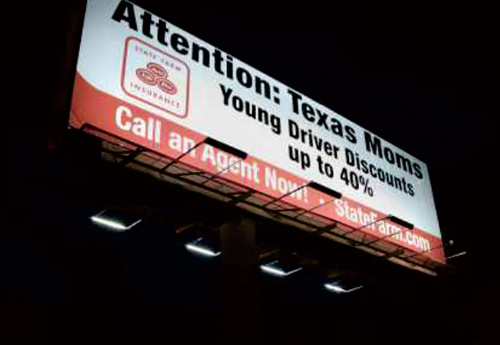 Attention: Texas Moms
STATE FARM
INSURANCE
Young Driver Discounts
up to 40%
Call an Agent Now! • StateFarm.com